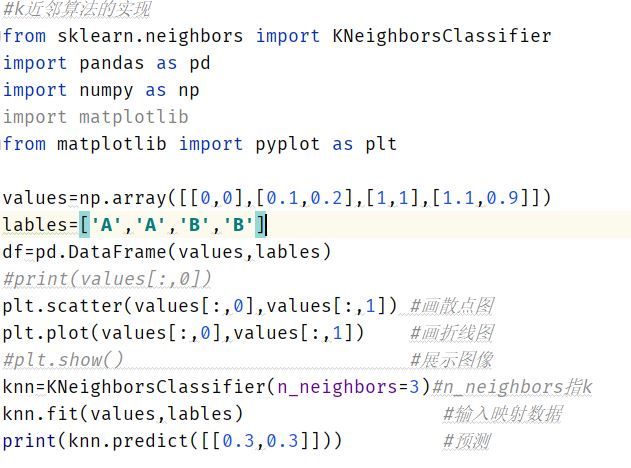 #k近邻算法的实现
from sklearn.neighbors import KNeighborsClassifier
import pandas as pd
import numpy as np
import matplotlib
from matplotlib import pyplot as plt
values=np.array([[0,0],[0.1,0.2],[1,1],[1.1,0.9]])
lables=['A','A','B','B']
df=pd.DataFrame(values,lables)
#print(values[:,0])
plt.scatter(values[:,0],values[:,1]) #画散点图
plt.plot(values[:,0],values[:,1]) #画折线图
#plt.show() #展示图像
knn=KNeighborsClassifier(n_neighbors=3)#n_neighbors指k
knn.fit(values,lables) #输入映射数据
print(knn.predict([[0.3,0.3]])) #预测